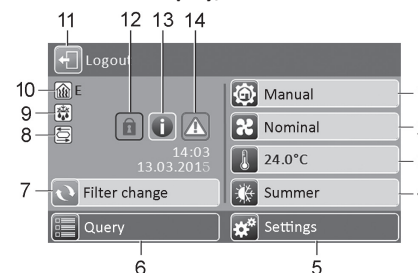 11
12
13
14
Logout
10
E
9
8
14:03
13.03.2015
Manual
Nominal
24.0°C
7
Filter change
Summer
Query
Settings
6
5